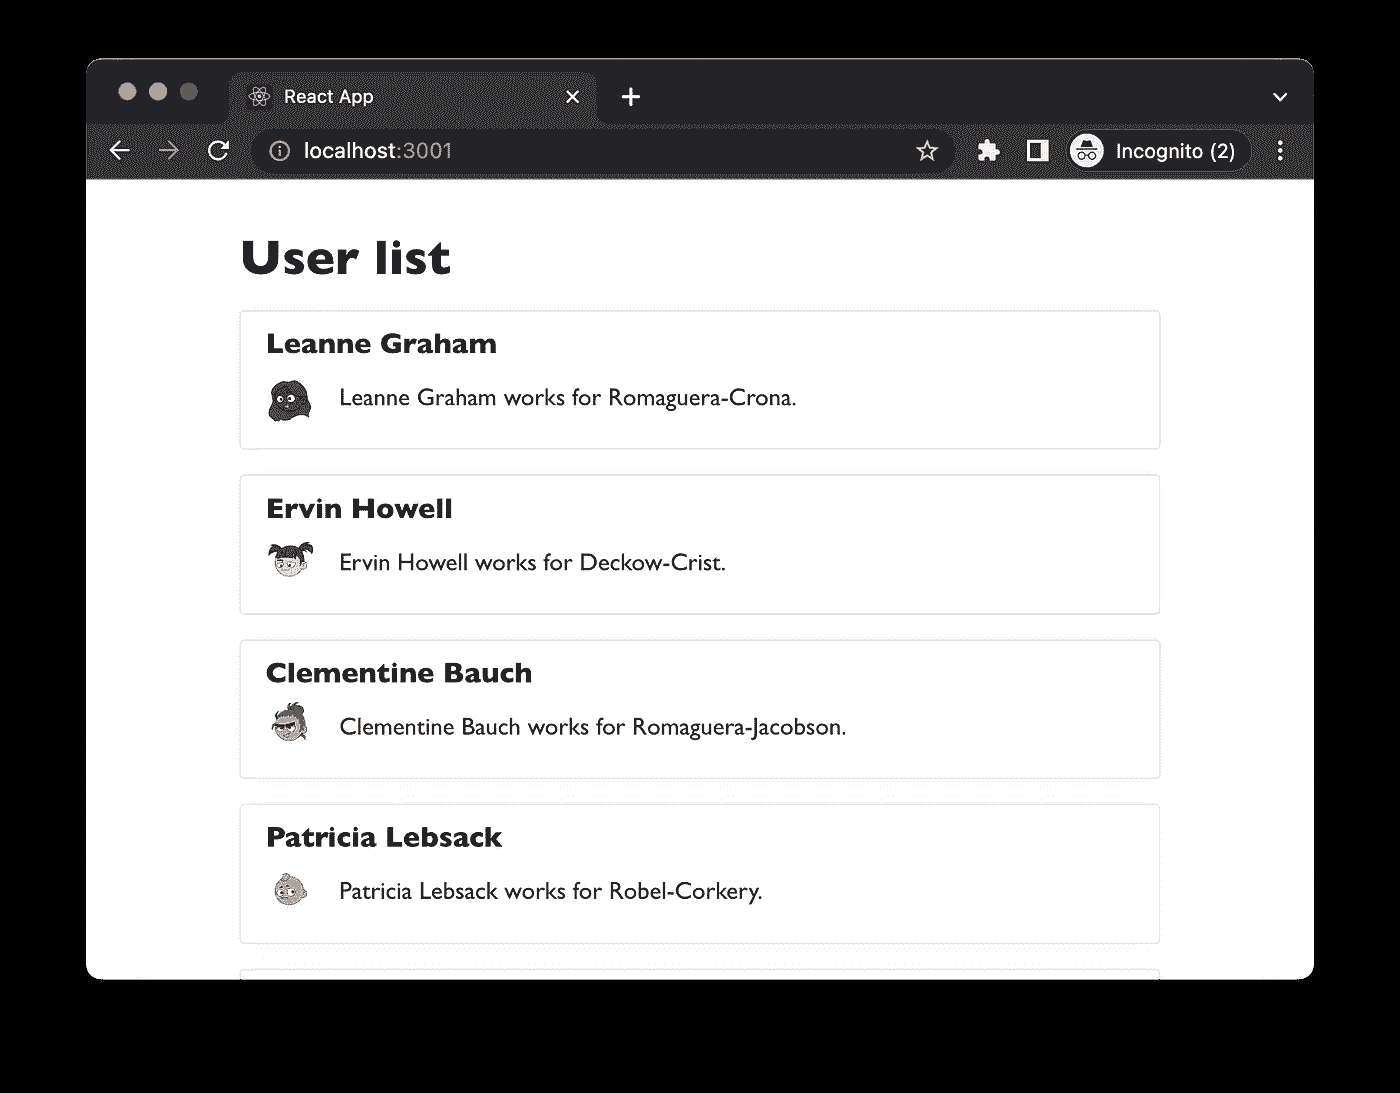 React App
localhost:3001
Incognito (2)
User list
Leanne Graham
Leanne Graham works for Romaguera-Crona.
Ervin Howell
Ervin Howell works for Deckow-Crist.
Clementine Bauch
Clementine Bauch works for Romaguera-Jacobson.
Patricia Lebsack
Patricia Lebsack works for Robel-Corkery.